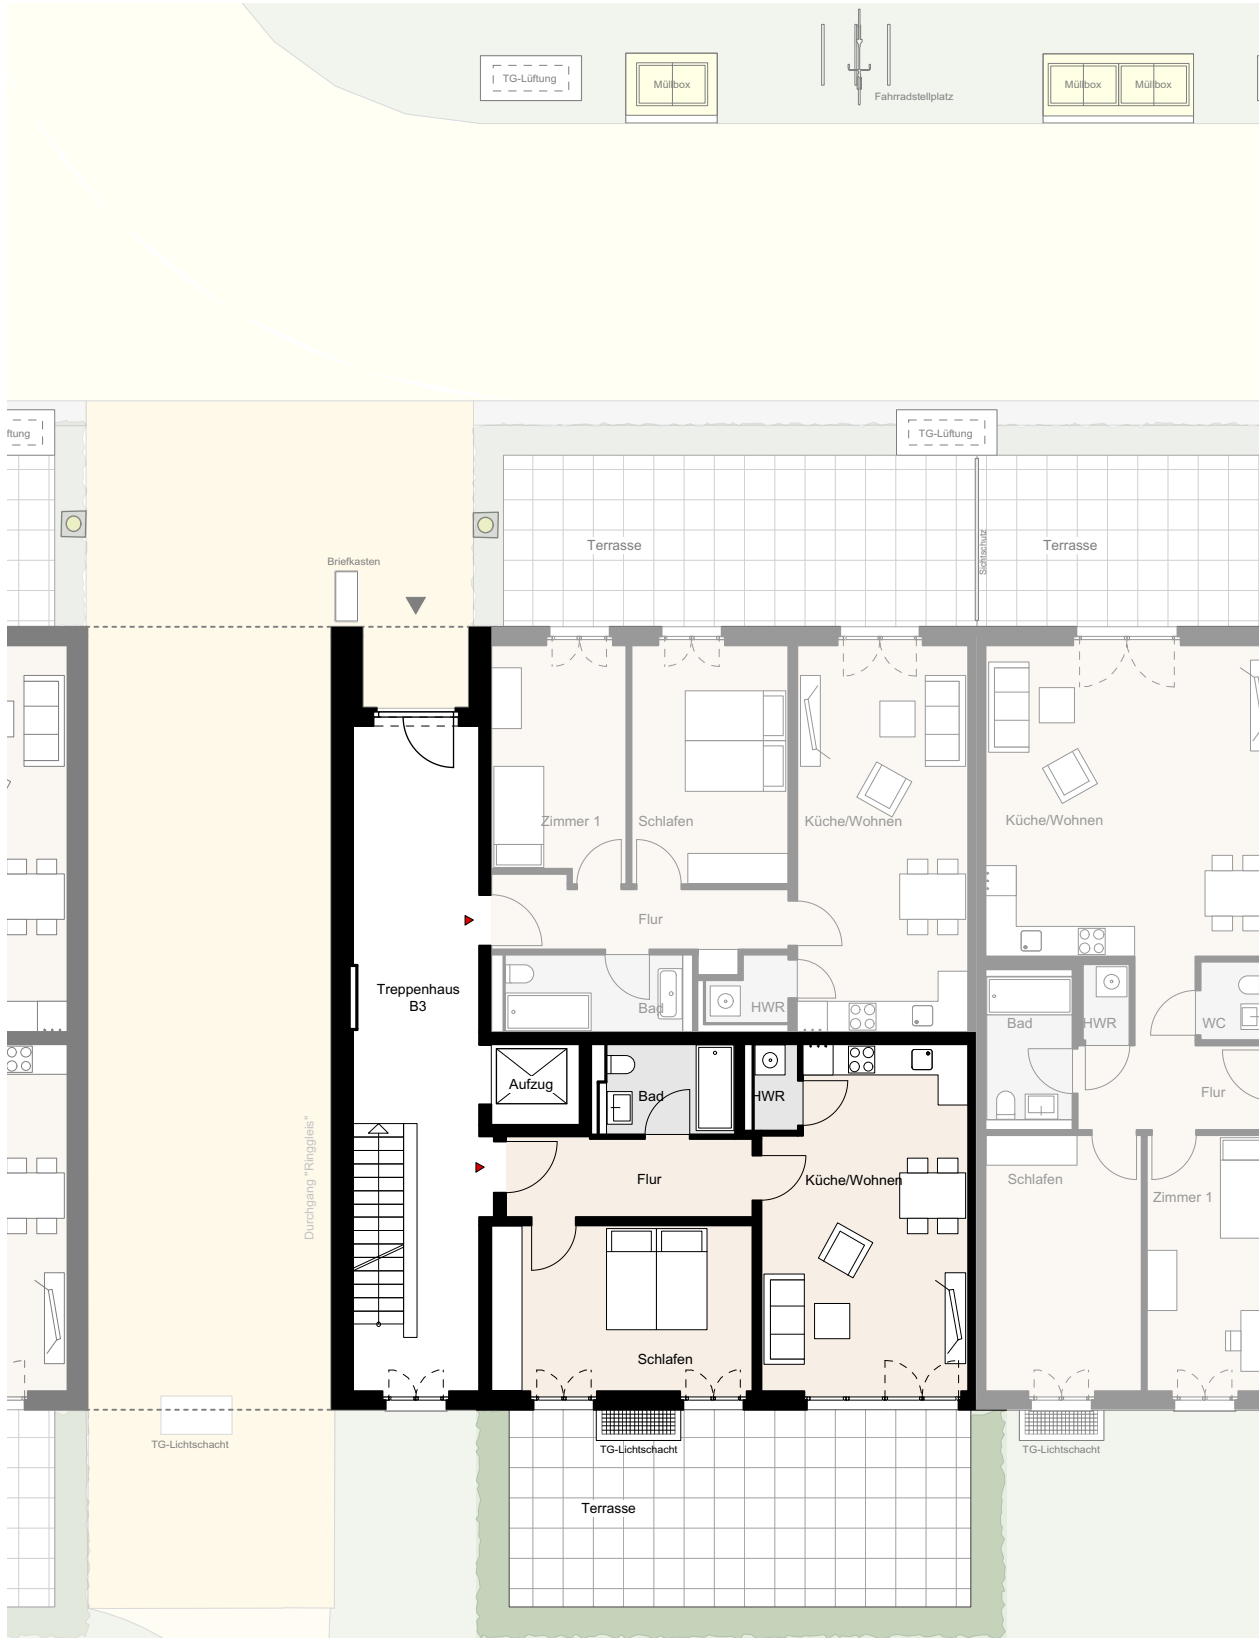 TG-Lüftung
Müllbox
Fahrradstellplatz
Müllbox
Müllbox
ftung
TG-Lüftung
Terrasse
Sichtschutz
Terrasse
Briefkasten
Zimmer 1
Schlafen
Küche/Wohnen
Küche/Wohnen
Flur
Treppenhaus
B3
Bad
HWR
Bad
HWR
WC
Aufzug
Bad
HWR
Flur
Durchgang "Ringgleis"
Flur
Küche/Wohnen
Schlafen
Zimmer 1
Schlafen
TG-Lichtschacht
TG-Lichtschacht
TG-Lichtschacht
Terrasse